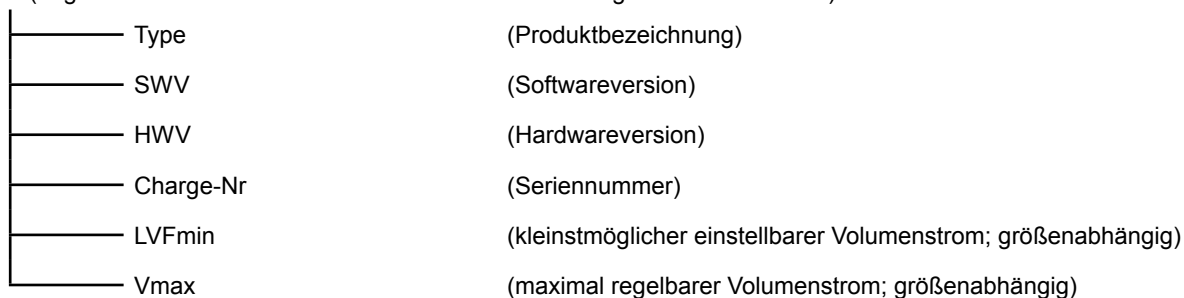 Type (Produktbezeichnung)
SWV (Softwareversion)
HWV (Hardwareversion)
Charge-Nr (Seriennummer)
LVFmin (kleinstmöglicher einstellbarer Volumenstrom; größenabhängig)
Vmax (maximal regelbarer Volumenstrom; größenabhängig)